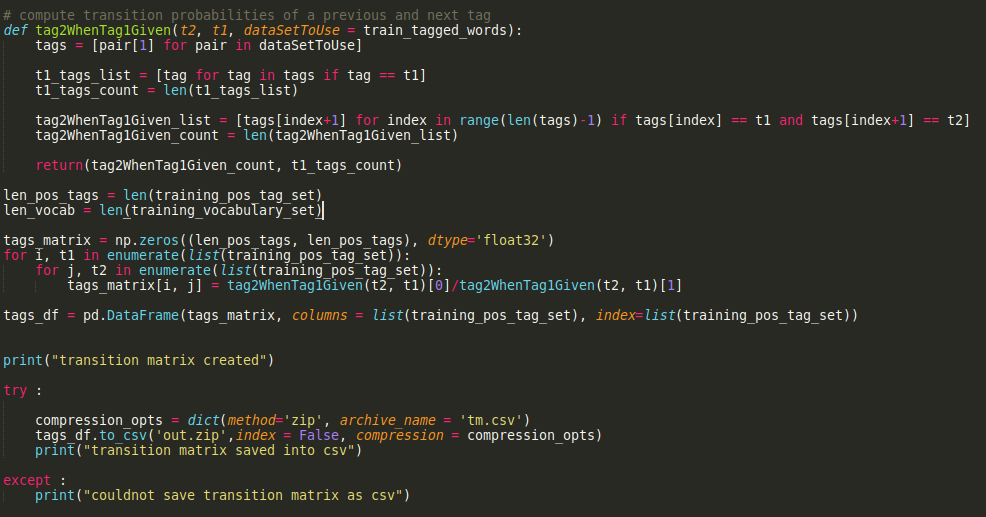 # compute transition probabilities of a previous and next tag
def tag2WhenTag1Given(t2, t1, dataSetToUse = train_tagged_words):
    tags = [pair[1] for pair in dataSetToUse]
    t1_tags_list = [tag for tag in tags if tag == t1]
    t1_tags_count = len(t1_tags_list)
    tag2WhenTag1Given_list = [tags[index+1] for index in range(len(tags)-1) if tags[index] == t1 and tags[index+1] == t2]
    tag2WhenTag1Given_count = len(tag2WhenTag1Given_list)
    return(tag2WhenTag1Given_count, t1_tags_count)
len_pos_tags = len(training_pos_tag_set)
len_vocab = len(training_vocabulary_set)
tags_matrix = np.zeros((len_pos_tags, len_pos_tags), dtype='float32')
for i, t1 in enumerate(list(training_pos_tag_set)):
    for j, t2 in enumerate(list(training_pos_tag_set)):
        tags_matrix[i, j] = tag2WhenTag1Given(t2, t1)[0]/tag2WhenTag1Given(t2, t1)[1]
tags_df = pd.DataFrame(tags_matrix, columns = list(training_pos_tag_set), index=list(training_pos_tag_set))
print("transition matrix created")
try :
    compression_opts = dict(method='zip', archive_name = 'tm.csv')
    tags_df.to_csv('out.zip',index = False, compression = compression_opts)
    print("transition matrix saved into csv")
except :
    print("couldnot save transition matrix as csv")